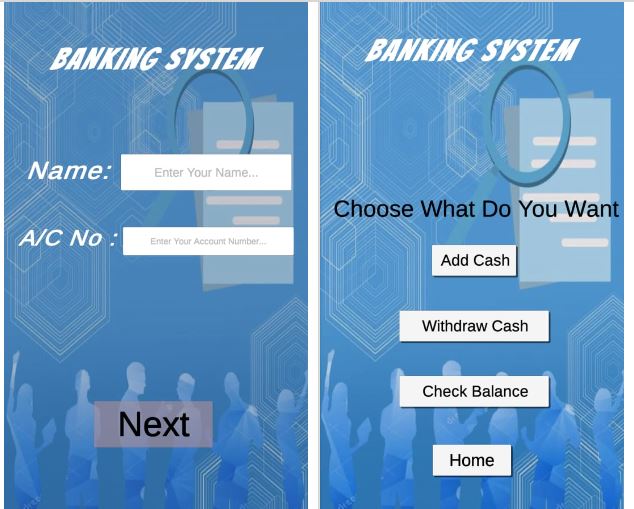 BANKING SYSTEM
Name: Enter Your Name...
A/C No : Enter Your Account Number...
Next
BANKING SYSTEM
Choose What Do You Want
Add Cash
Withdraw Cash
Check Balance
Home